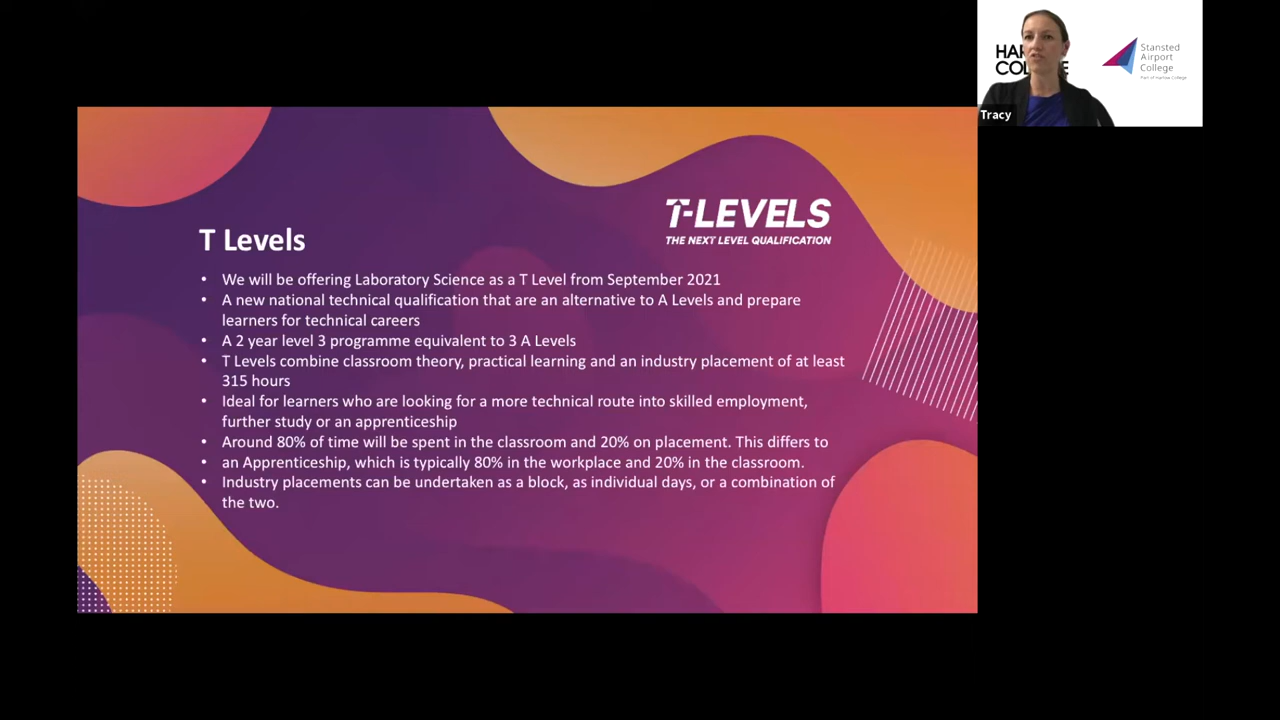 HAR
COL E
Stansted
Airport
College
Part of Harlow College
Tracy
T-LEVELS
THE NEXT LEVEL QUALIFICATION
T Levels
• We will be offering Laboratory Science as a T Level from September 2021
• A new national technical qualification that are an alternative to A Levels and prepare
learners for technical careers
• A 2 year level 3 programme equivalent to 3 A Levels
• T Levels combine classroom theory, practical learning and an industry placement of at least
315 hours
• Ideal for learners who are looking for a more technical route into skilled employment,
further study or an apprenticeship
• Around 80% of time will be spent in the classroom and 20% on placement. This differs to
• an Apprenticeship, which is typically 80% in the workplace and 20% in the classroom.
• Industry placements can be undertaken as a block, as individual days, or a combination of
the two.